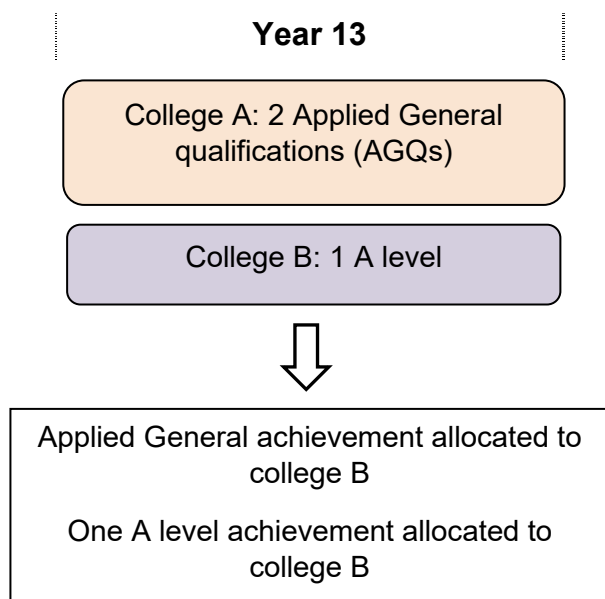 Year 13
College A: 2 Applied General
qualifications (AGQs)
College B: 1 A level
Applied General achievement allocated to
college B
One A level achievement allocated to
college B